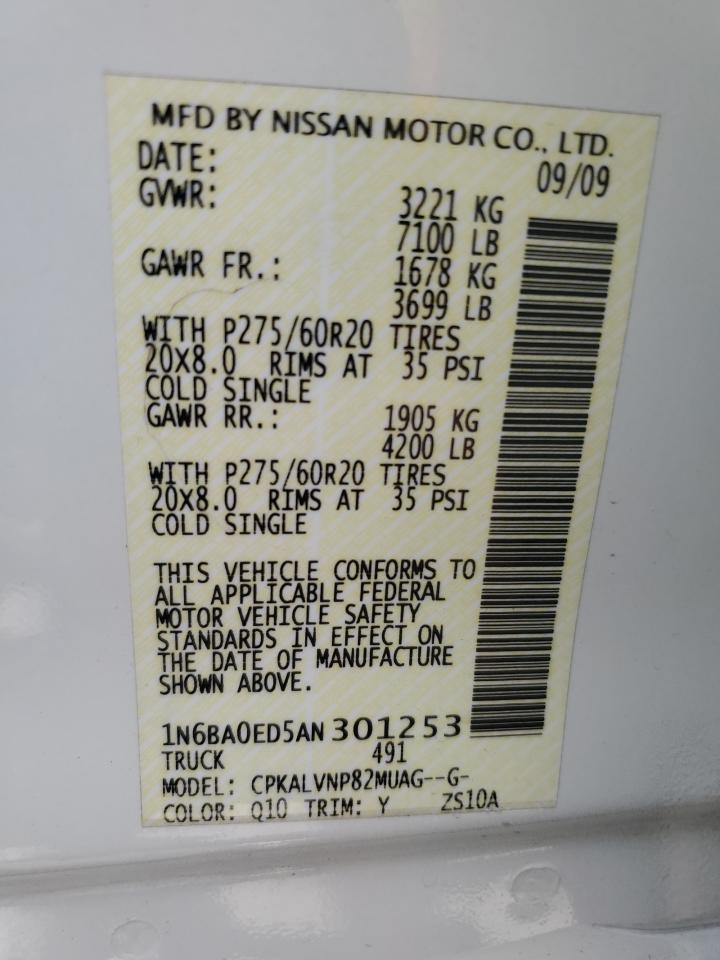 MFD BY NISSAN MOTOR CO., LTD.
DATE: 09/09
GVWR: 3221 KG
7100 LB
GAWR FR.: 1678 KG
3699 LB
WITH P275/60R20 TIRES
20X8.0 RIMS AT 35 PSI
COLD SINGLE
GAWR RR.: 1905 KG
4200 LB
WITH P275/60R20 TIRES
20X8.0 RIMS AT 35 PSI
COLD SINGLE
THIS VEHICLE CONFORMS TO
ALL APPLICABLE FEDERAL
MOTOR VEHICLE SAFETY
STANDARDS IN EFFECT ON
THE DATE OF MANUFACTURE
SHOWN ABOVE.
1N6BA0ED5AN301253
TRUCK 491
MODEL: CPKALVNP82MUAG--G-
COLOR: Q10 TRIM: Y ZS10A